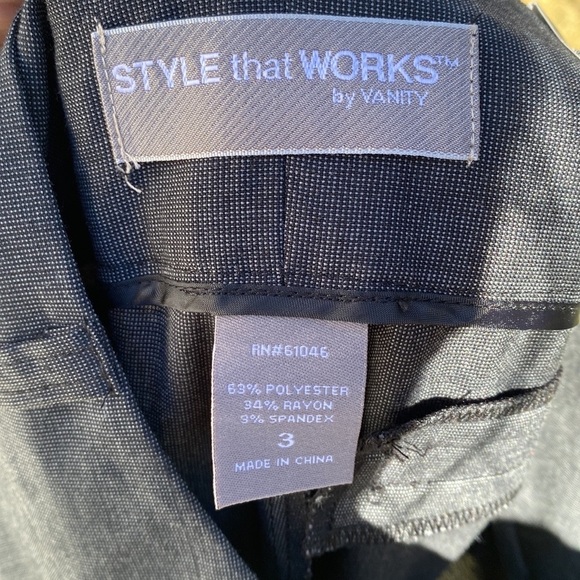 STYLE that WORKS™
by VANITY
RN#61046
63% POLYESTER
34% RAYON
3% SPANDEX
3
MADE IN CHINA